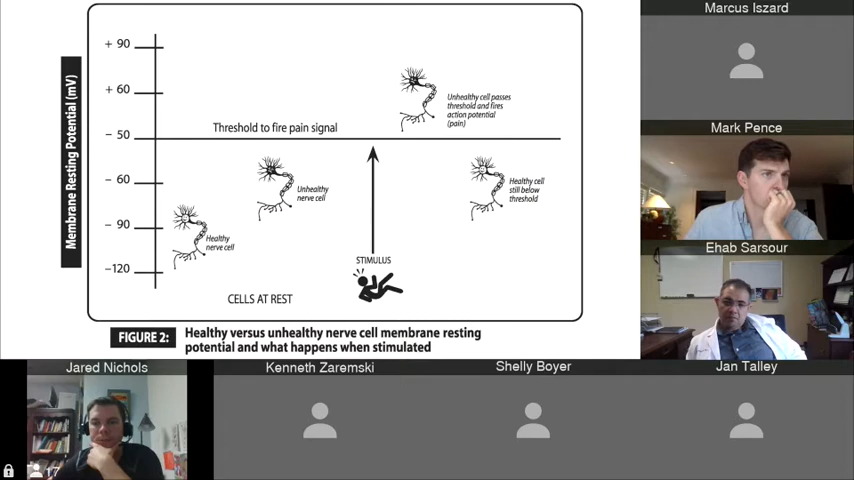 Marcus Iszard
+ 90
+ 60
- 50
- 60
- 90
-120
Membrane Resting Potential (mV)
Unhealthy cell passes
threshold and fires
action potential
(pain)
Threshold to fire pain signal
Unhealthy
nerve cell
Healthy cell
still below
threshold
Healthy
nerve cell
STIMULUS
CELLS AT REST
FIGURE 2:
Healthy versus unhealthy nerve cell membrane resting
potential and what happens when stimulated
Mark Pence
Ehab Sarsour
Jared Nichols
Kenneth Zaremski
Shelly Boyer
Jan Talley
17